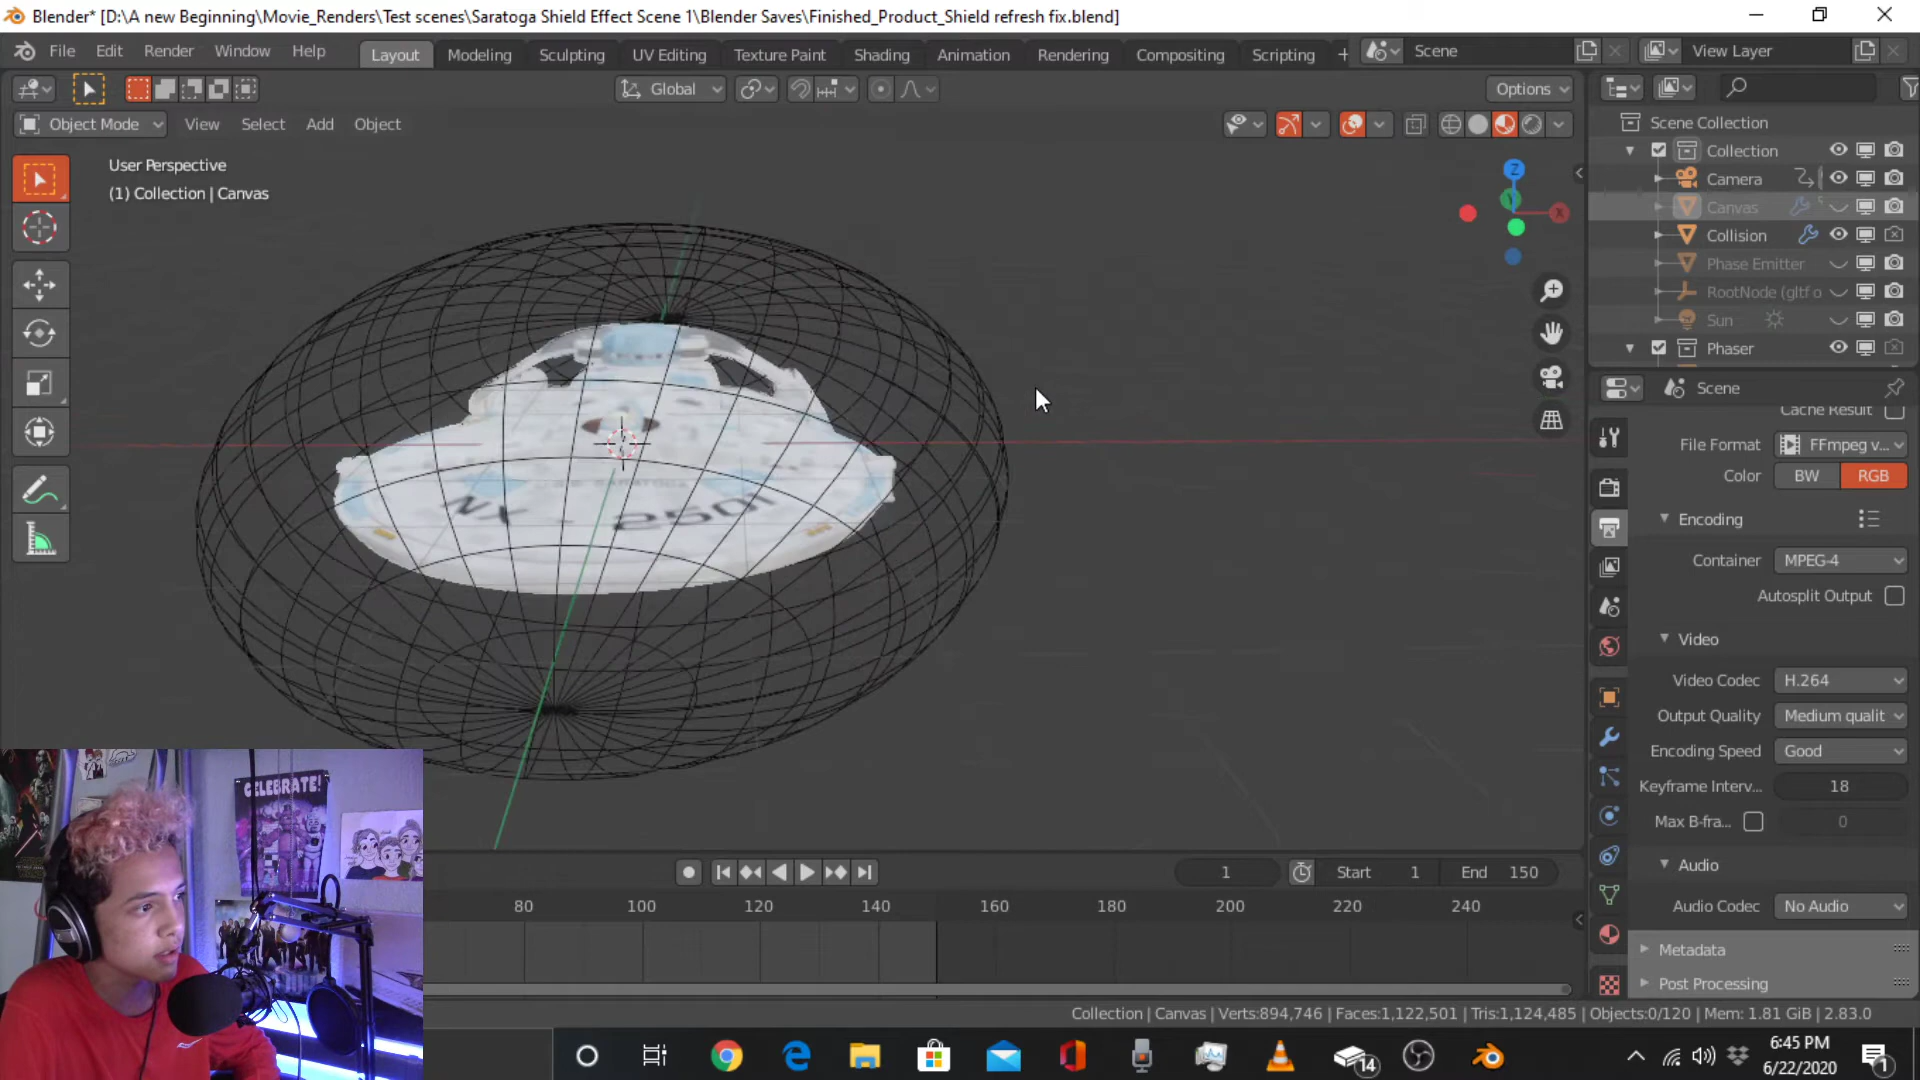 Blender* [D:\A new Beginning\Movie_Renders\Test scenes\Saratoga Shield Effect Scene 1\Blender Saves\Finished_Product_Shield refresh fix.blend]
File Edit Render Window Help Layout Modeling Sculpting UV Editing Texture Paint Shading Animation Rendering Compositing Scripting + Scene View Layer
Global Options
Object Mode View Select Add Object
User Perspective
(1) Collection | Canvas
Z
X
Scene Collection
Collection
Camera
Canvas
Collision
Phase Emitter
RootNode (gltf o
Sun
Phaser
Scene
Cache Result
File Format FFmpeg v...
Color BW RGB
Encoding
Container MPEG-4
Autosplit Output
Video
Video Codec H.264
Output Quality Medium qualit
Encoding Speed Good
Keyframe Interv... 18
Max B-fra... 0
Audio
Audio Codec No Audio
Metadata
Post Processing
NX - 2501
CELEBRATE!
1 Start 1 End 150
80 100 120 140 160 180 200 220 240
Collection | Canvas | Verts:894,746 | Faces:1,122,501 | Tris:1,124,485 | Objects:0/120 | Mem: 1.81 GiB | 2.83.0
14
6:45 PM
6/22/2020
1